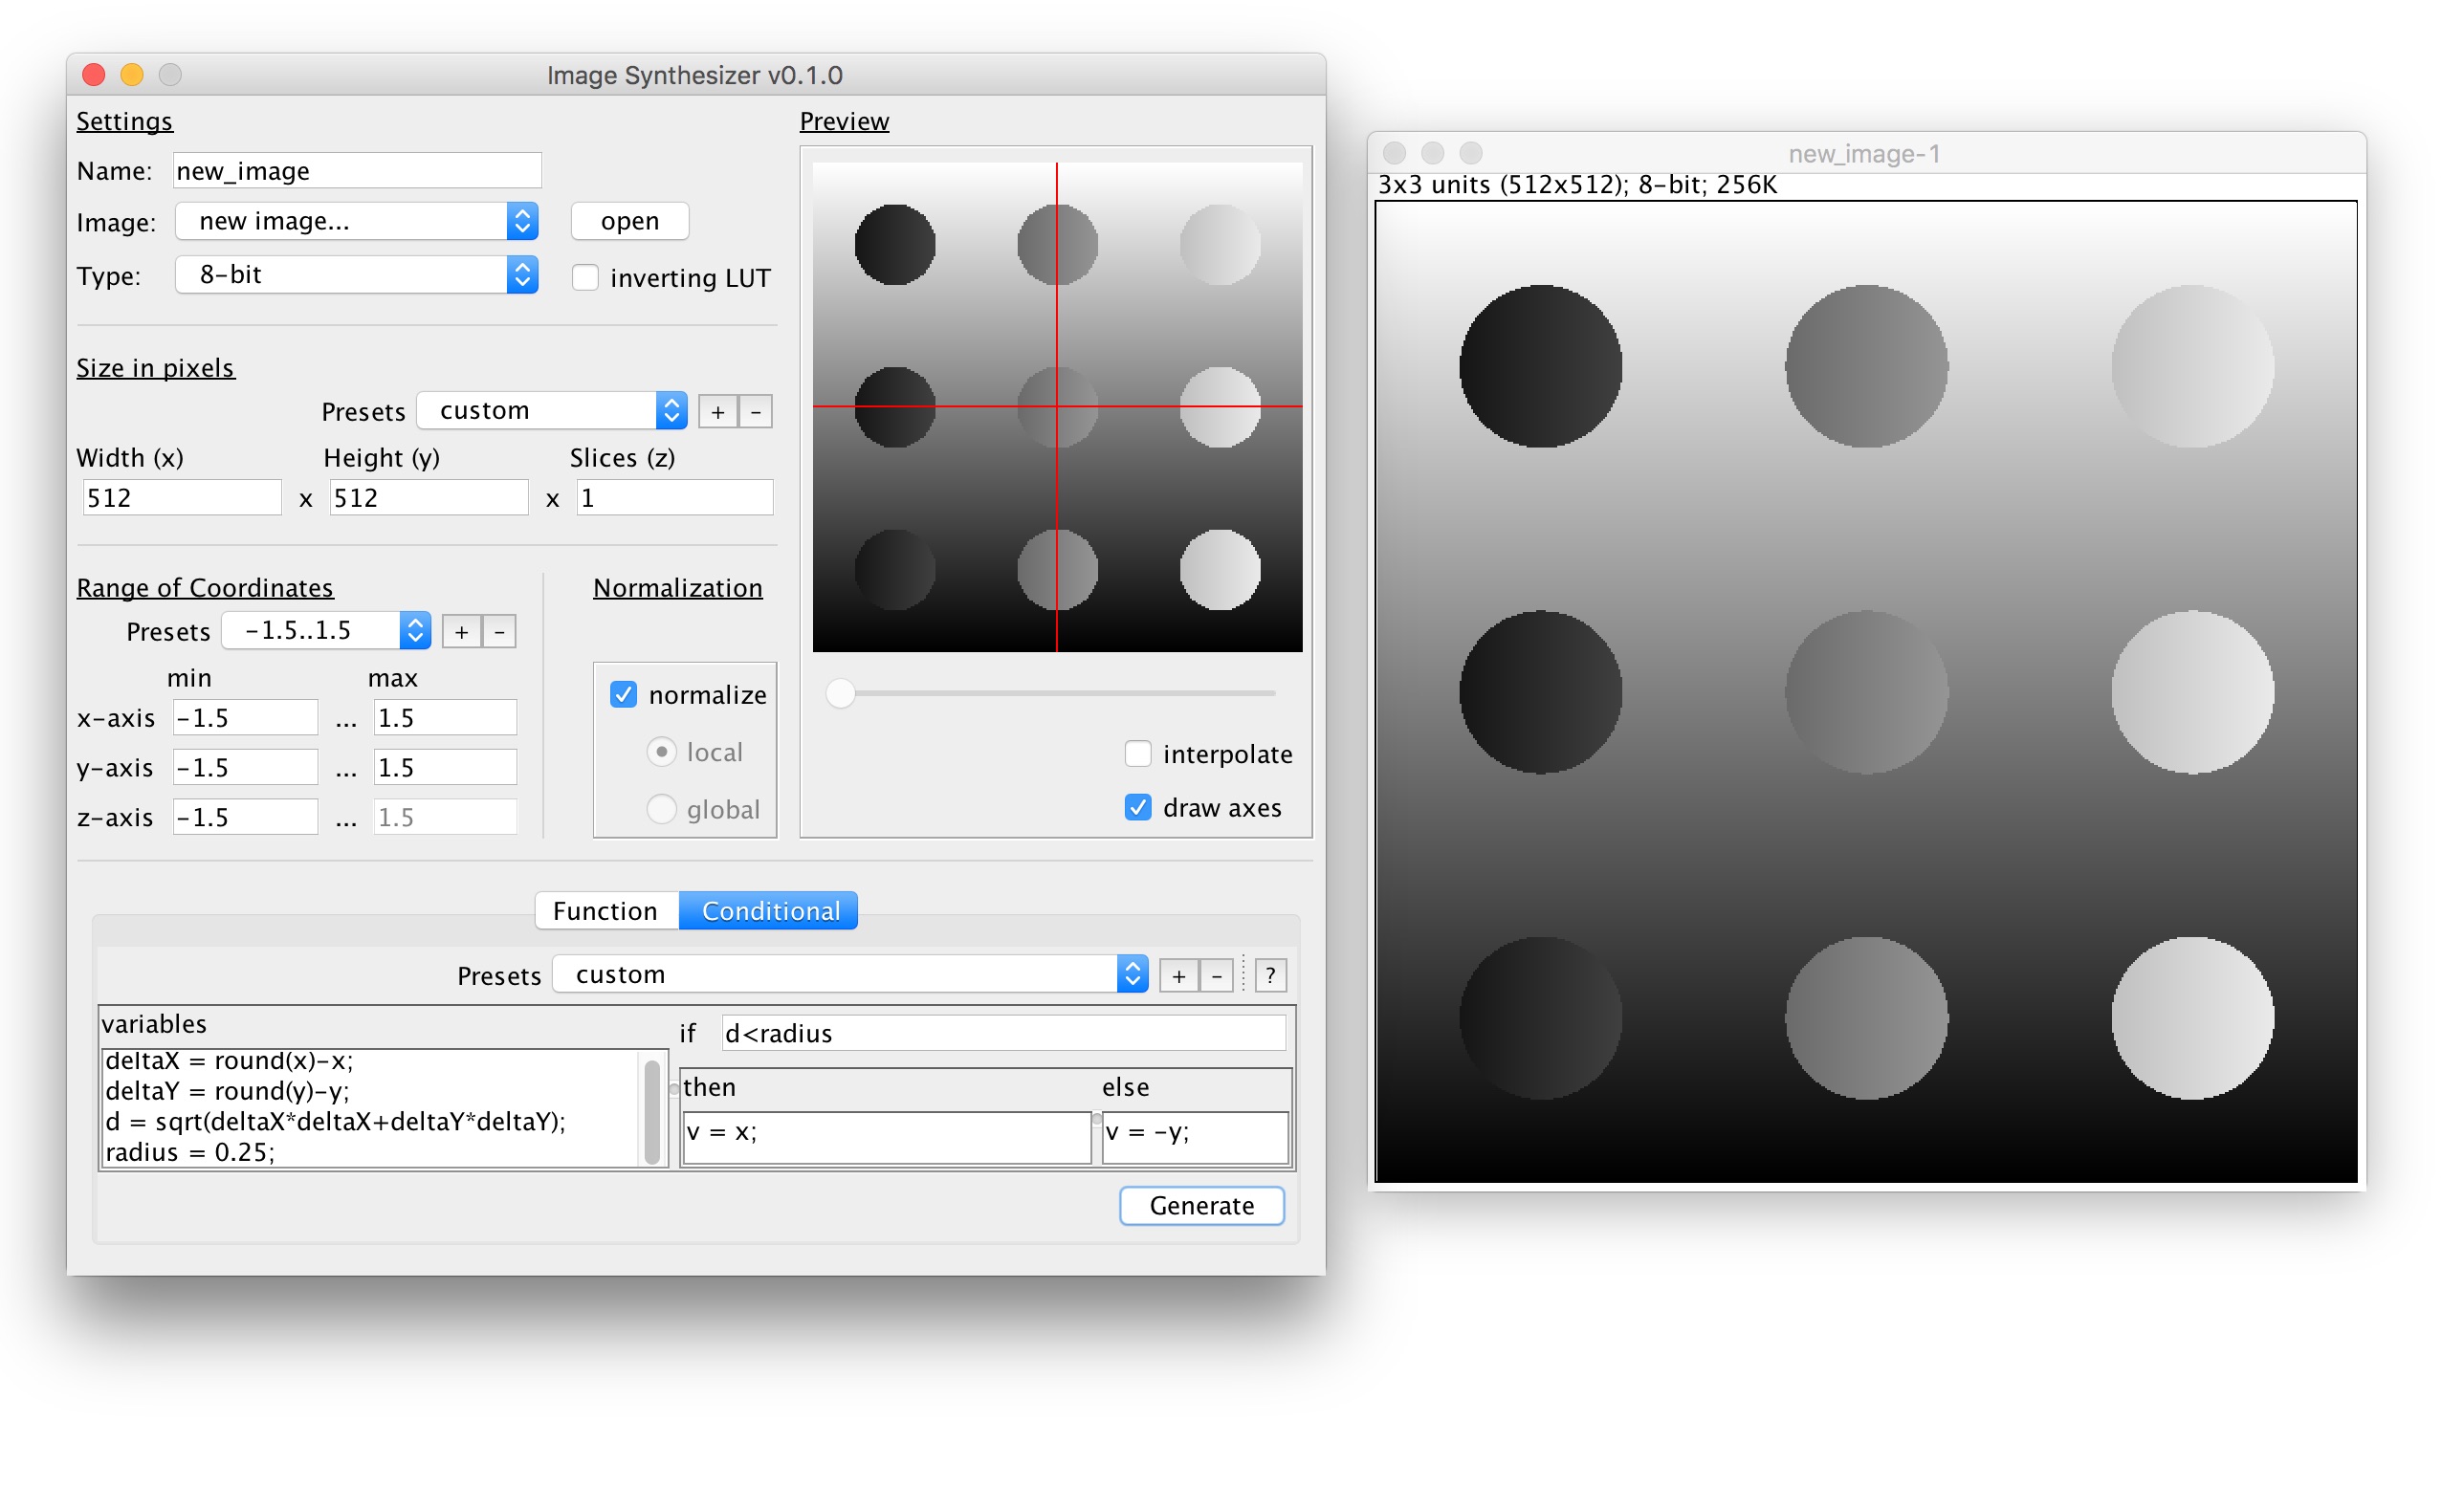 Image Synthesizer v0.1.0
Settings
Name: new_image
Image: new image... open
Type: 8-bit inverting LUT
Size in pixels
Presets custom + -
Width (x) Height (y) Slices (z)
512 x 512 x 1
Range of Coordinates
Presets -1.5..1.5 + -
min max
x-axis -1.5 ... 1.5
y-axis -1.5 ... 1.5
z-axis -1.5 ... 1.5
Normalization
normalize
local
global
Preview
interpolate
draw axes
Function Conditional
Presets custom + - ?
variables
deltaX = round(x)-x;
deltaY = round(y)-y;
d = sqrt(deltaX*deltaX+deltaY*deltaY);
radius = 0.25;
if d<radius
then
v = x;
else
v = -y;
Generate
new_image-1
3x3 units (512x512); 8-bit; 256K